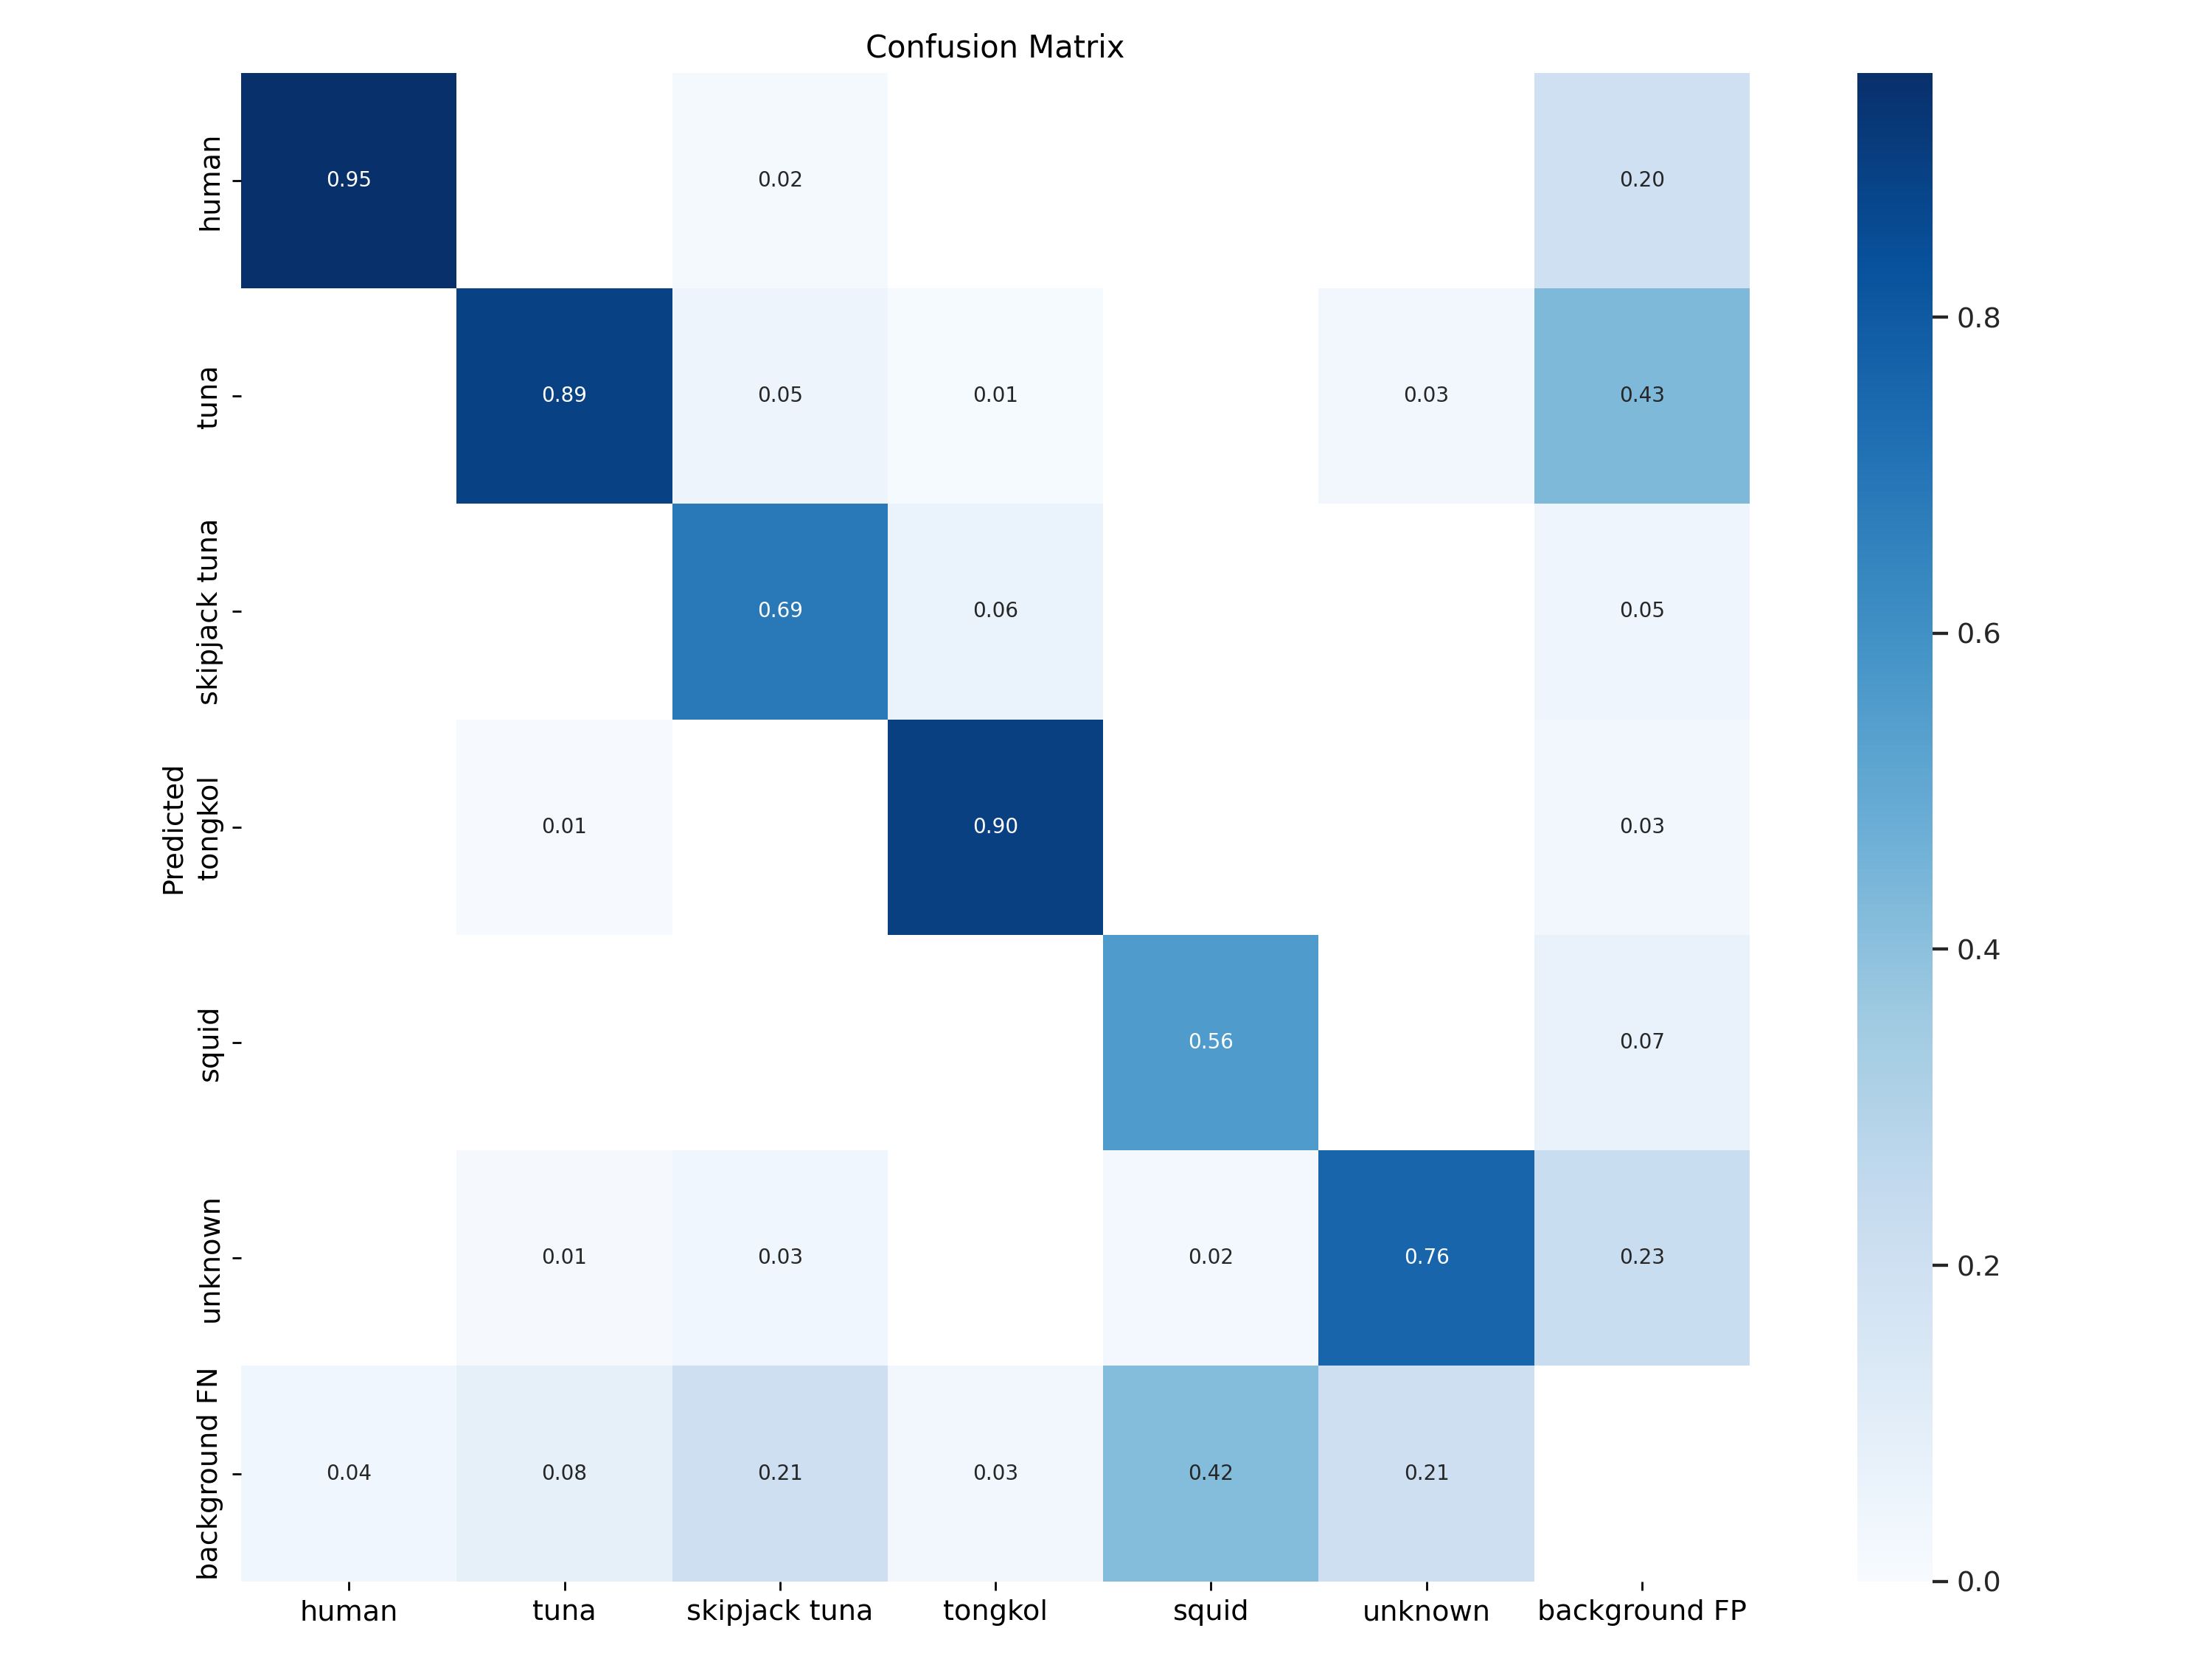 Confusion Matrix
human
0.95
0.02
0.20
tuna
0.89
0.05
0.01
0.03
0.43
0.8
skipjack tuna
0.69
0.06
0.05
0.6
Predicted
tongkol
0.01
0.90
0.03
squid
0.56
0.07
0.4
unknown
0.01
0.03
0.02
0.76
0.23
0.2
background FN
0.04
0.08
0.21
0.03
0.42
0.21
0.0
human
tuna
skipjack tuna
tongkol
squid
unknown
background FP